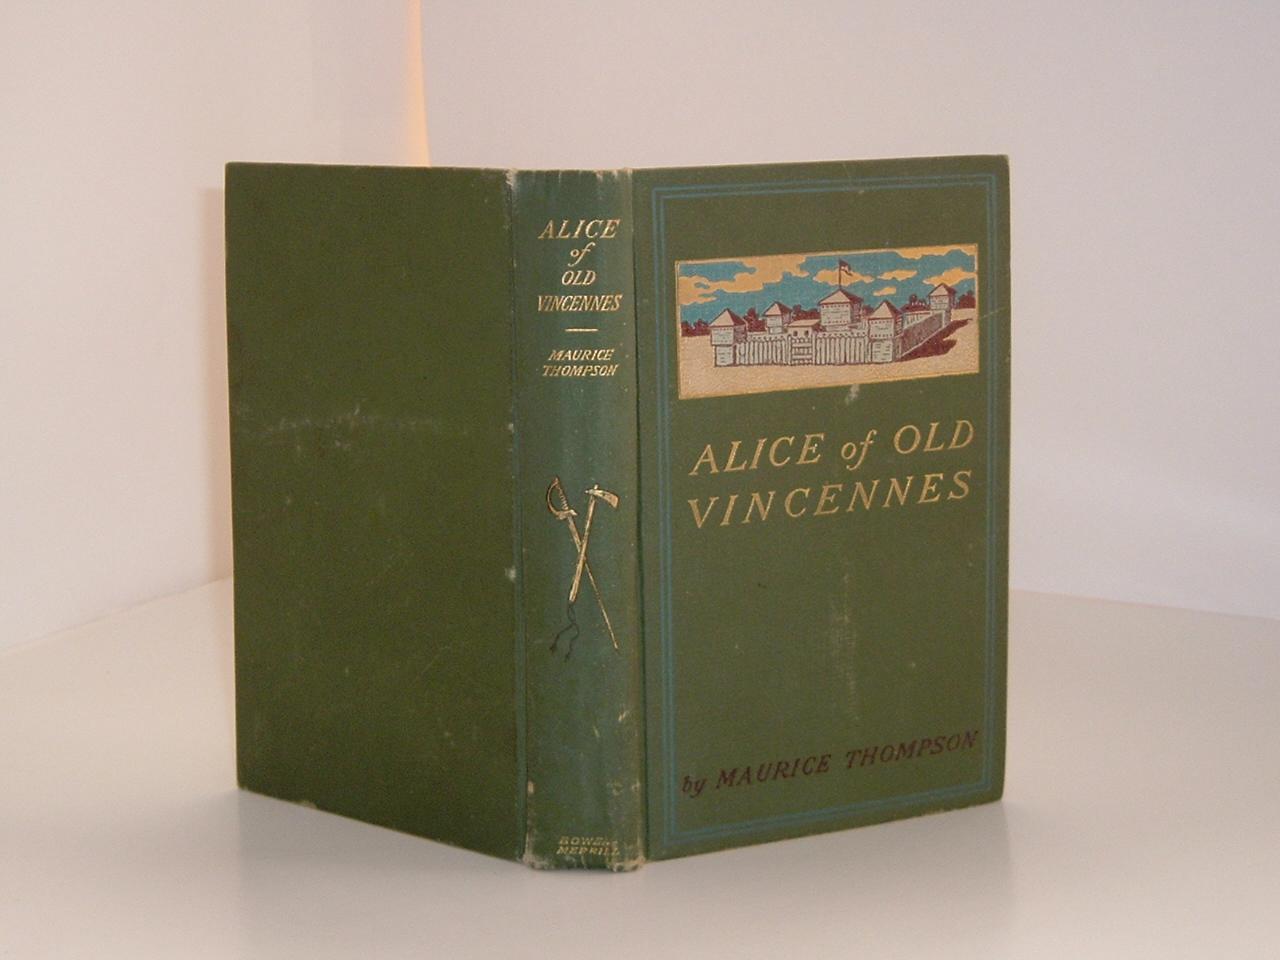 ALICE
of
OLD
VINCENNES
MAURICE
THOMPSON
BOWEN
MERRILL
ALICE of OLD
VINCENNES
by MAURICE THOMPSON